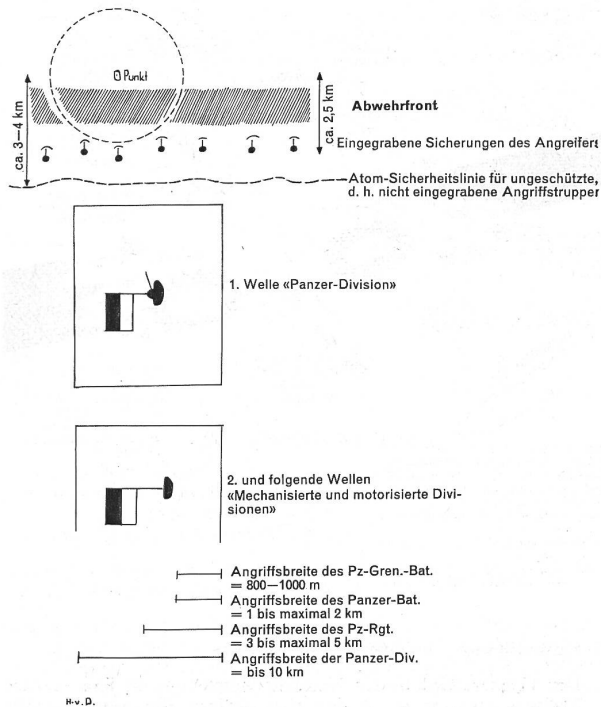 0 Punkt
ca. 3—4 km
ca. 2,5 km
Abwehrfront
Eingegrabene Sicherungen des Angreifers
Atom-Sicherheitslinie für ungeschützte,
d. h. nicht eingegrabene Angriffstruppen
1. Welle «Panzer-Division»
2. und folgende Wellen
«Mechanisierte und motorisierte Divi-
sionen»
Angriffsbreite des Pz-Gren.-Bat.
= 800—1000 m
Angriffsbreite des Panzer-Bat.
= 1 bis maximal 2 km
Angriffsbreite des Pz-Rgt.
= 3 bis maximal 5 km
Angriffsbreite der Panzer-Div.
= bis 10 km
H.v.D.